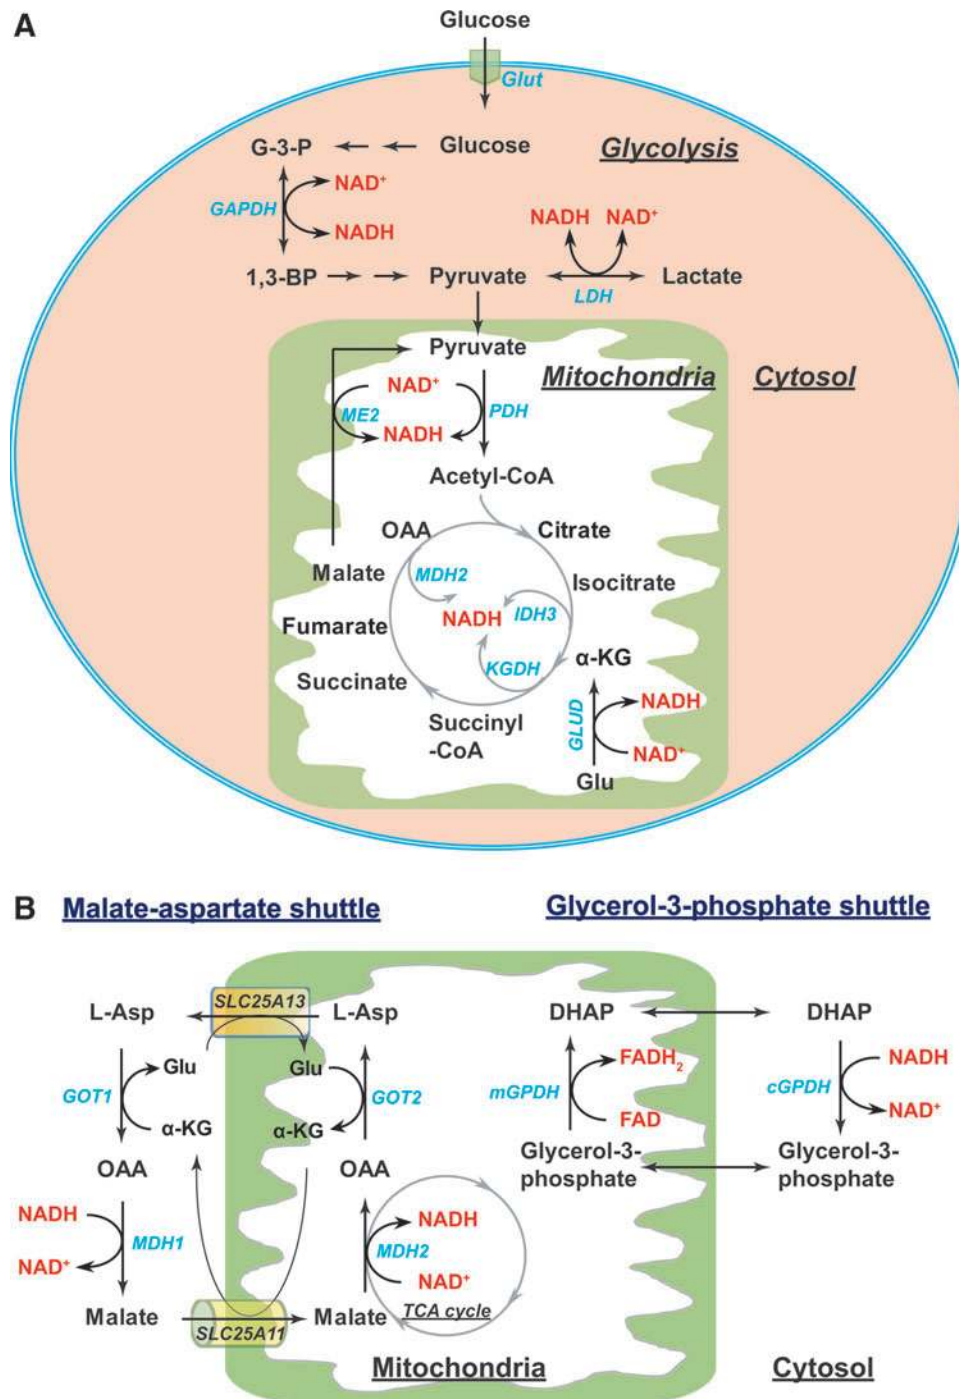 A
Glucose
Glut
G-3-P
Glucose
Glycolysis
NAD⁺
GAPDH
NADH
NADH NAD⁺
1,3-BP
Pyruvate
Lactate
LDH
Pyruvate
Mitochondria
Cytosol
NAD⁺
ME2
PDH
NADH
Acetyl-CoA
OAA
Citrate
Malate
MDH2
Isocitrate
NADH
IDH3
Fumarate
KGDH
α-KG
Succinate
NADH
Succinyl
-CoA
GLUD
NAD⁺
Glu
B
Malate-aspartate shuttle
Glycerol-3-phosphate shuttle
SLC25A13
L-Asp
L-Asp
DHAP
DHAP
Glu
Glu
FADH₂
NADH
GOT1
GOT2
mGPDH
cGPDH
α-KG
α-KG
FAD
NAD⁺
OAA
OAA
Glycerol-3-
phosphate
Glycerol-3-
phosphate
NADH
NADH
MDH1
MDH2
NAD⁺
NAD⁺
Malate
Malate
TCA cycle
SLC25A11
Mitochondria
Cytosol